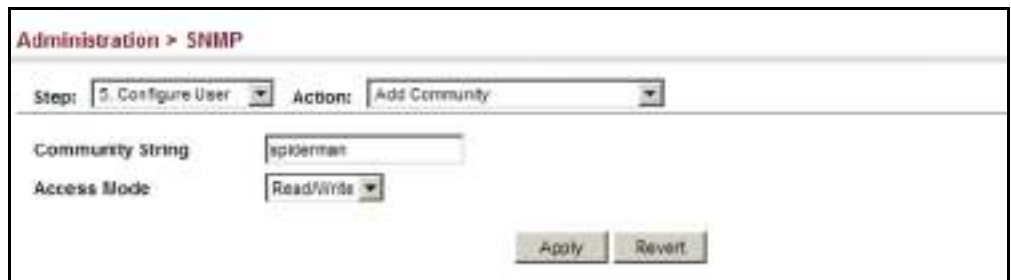 Administration > SNMP
Step: 5. Configure User Action: Add Community
Community String spiderman
Access Mode Read/Write
Apply Revert